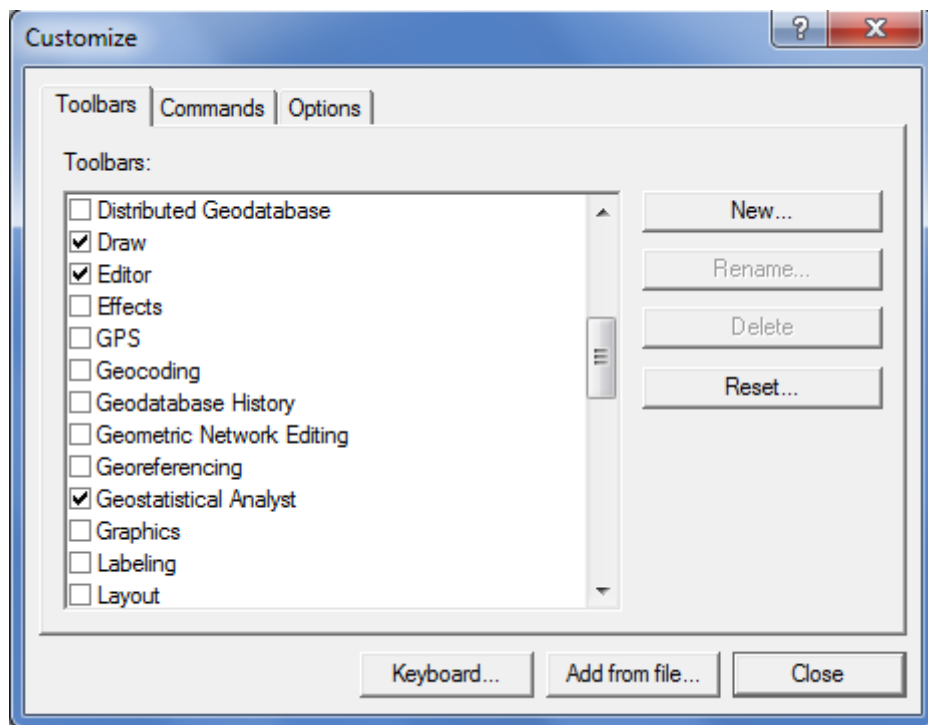 Customize
Toolbars Commands Options
Toolbars:
Distributed Geodatabase
Draw
Editor
Effects
GPS
Geocoding
Geodatabase History
Geometric Network Editing
Georeferencing
Geostatistical Analyst
Graphics
Labeling
Layout
New...
Rename...
Delete
Reset...
Keyboard... Add from file... Close